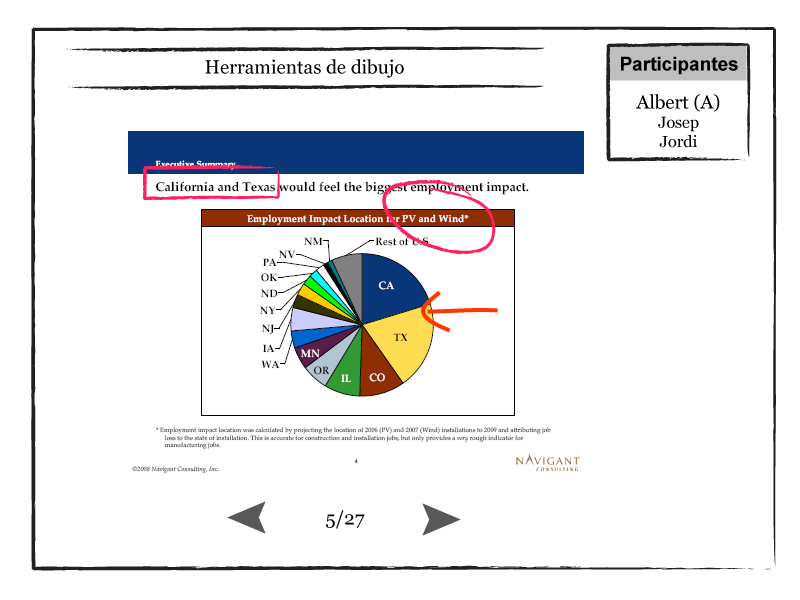 Herramientas de dibujo
Participantes
Albert (A)
Josep
Jordi
Executive Summary
California and Texas would feel the biggest employment impact.
Employment Impact Location for PV and Wind*
NM
Rest of U.S.
NV
PA
OK
ND
NY
NJ
IA
WA
CA
TX
CO
IL
OR
MN
* Employment impact location was calculated by projecting the location of 2006 (PV) and 2007 (Wind) installations to 2009 and attributing job
loss to the state of installation. This is accurate for construction and installation jobs, but only provides a very rough indicator for
manufacturing jobs.
4
©2008 Navigant Consulting, Inc.
NAVIGANT
CONSULTING
5/27